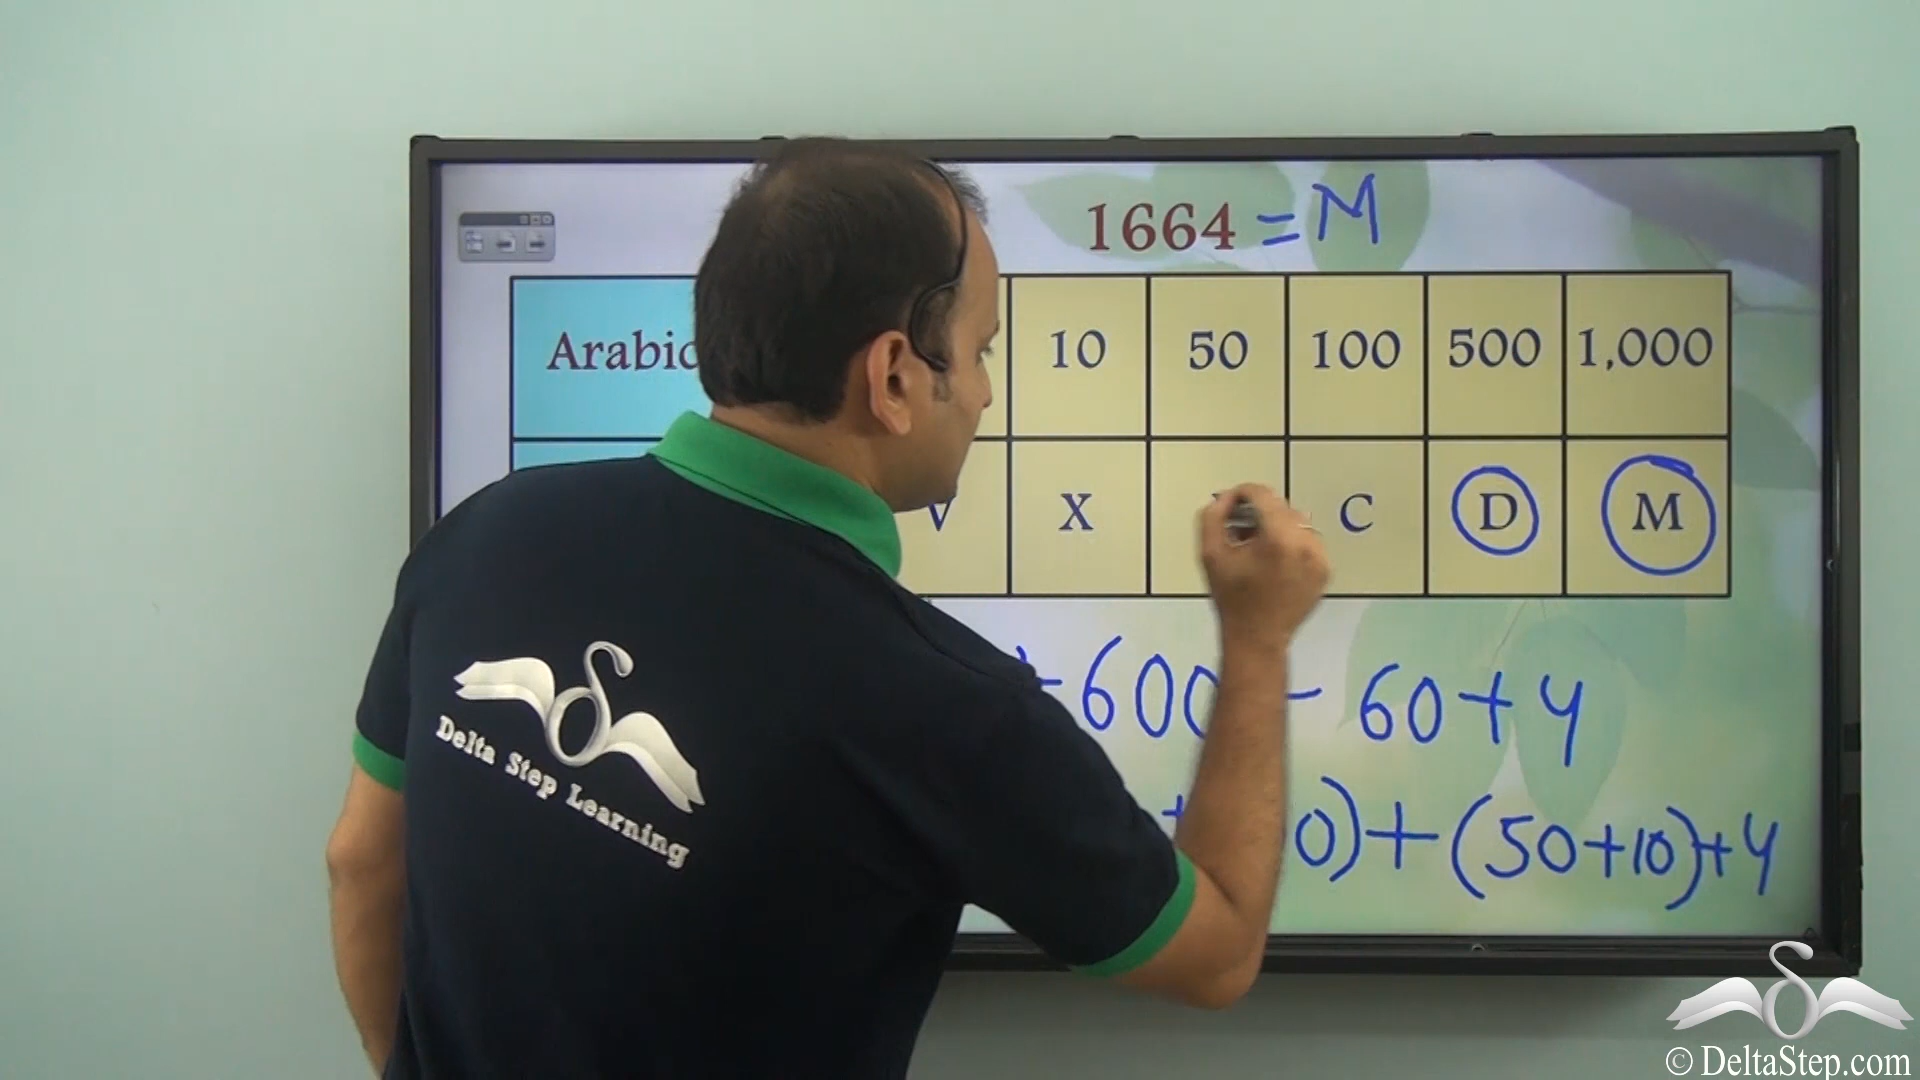 1664 = M
Arabic 10 50 100 500 1,000
V X C D M
+ 600 - 60 + 4
0) + (50 + 10) + 4
Delta Step Learning
© DeltaStep.com